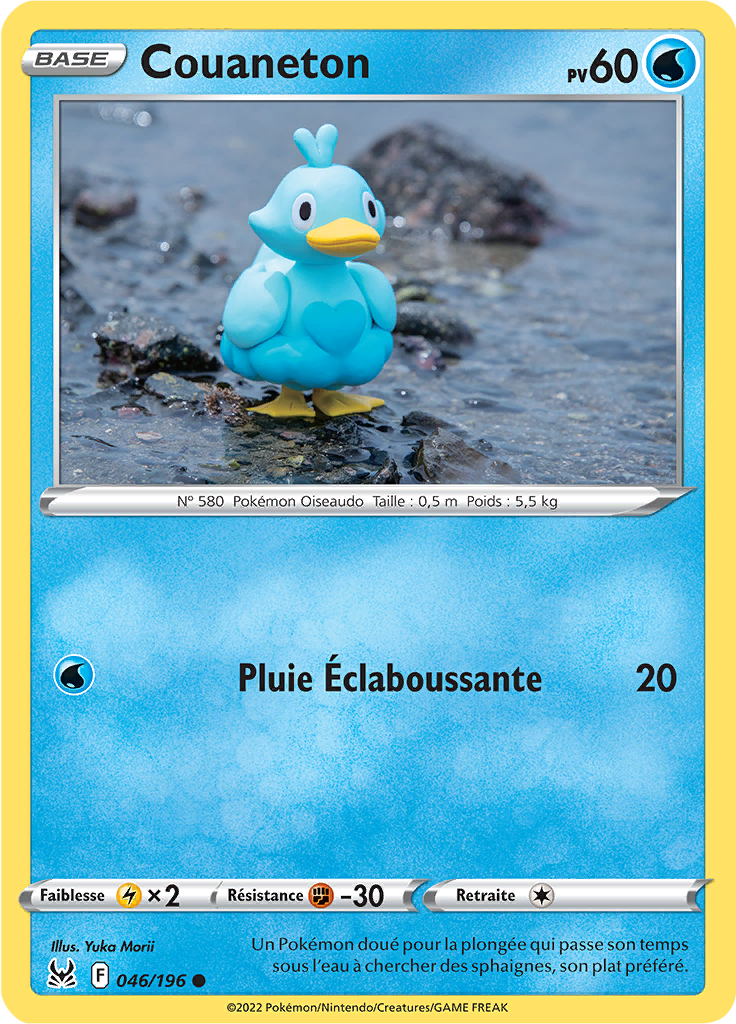 BASE Couaneton PV60
N° 580 Pokémon Oiseaudo Taille : 0,5 m Poids : 5,5 kg
Pluie Éclaboussante 20
Faiblesse ×2 Résistance -30 Retraite
Illus. Yuka Morii
Un Pokémon doué pour la plongée qui passe son temps
sous l'eau à chercher des sphaignes, son plat préféré.
F 046/196
©2022 Pokémon/Nintendo/Creatures/GAME FREAK